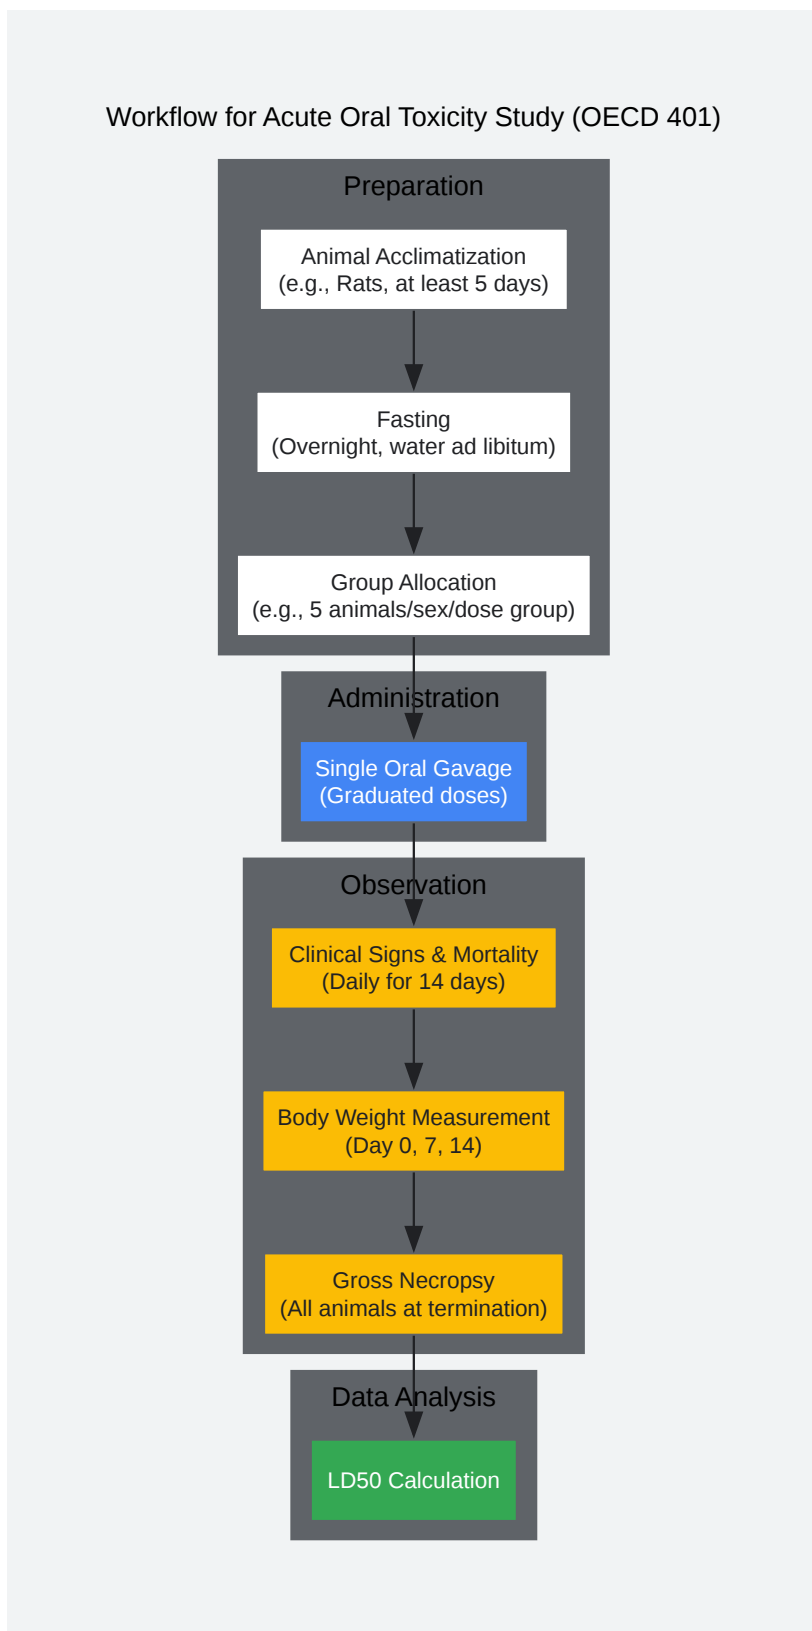 Workflow for Acute Oral Toxicity Study (OECD 401)
Preparation
Animal Acclimatization
(e.g., Rats, at least 5 days)
Fasting
(Overnight, water ad libitum)
Group Allocation
(e.g., 5 animals/sex/dose group)
Administration
Single Oral Gavage
(Graduated doses)
Observation
Clinical Signs & Mortality
(Daily for 14 days)
Body Weight Measurement
(Day 0, 7, 14)
Gross Necropsy
(All animals at termination)
Data Analysis
LD50 Calculation